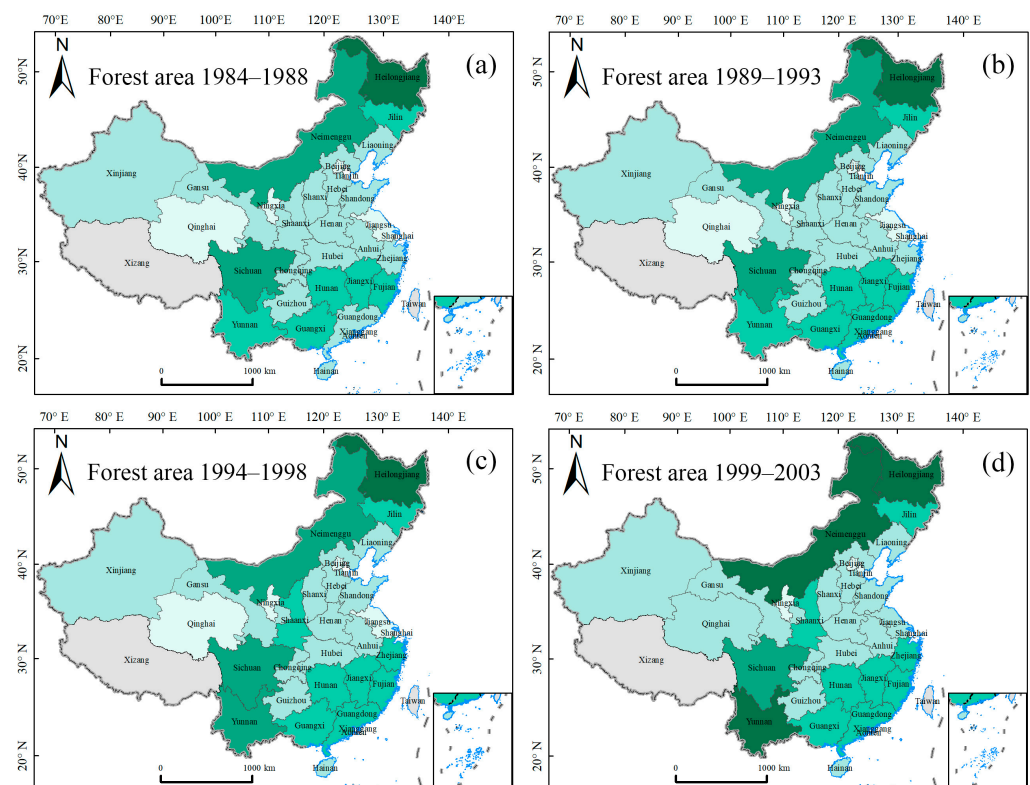 70° E 80° E 90° E 100° E 110° E 120° E 130° E 140° E
70° E 80° E 90° E 100° E 110° E 120° E 130° E 140° E
N
Forest area 1984–1988
(a)
50° N
40° N
30° N
20° N
Heilongjiang
Jilin
Neimenggu
Liaoning
Beijing
Tianjin
Xinjiang
Gansu
Hebei
Shanxi
Shandong
Ningxia
Qinghai
Shaanxi
Henan
Jiangsu
Shanghai
Xizang
Anhui
Hubei
Zhejiang
Sichuan
Chongqing
Hunan
Jiangxi
Fujian
Guizhou
Taiwan
Yunnan
Guangxi
Guangdong
Hainan
0 1000 km
N
Forest area 1989–1993
(b)
50° N
40° N
30° N
20° N
Heilongjiang
Jilin
Neimenggu
Liaoning
Beijing
Tianjin
Xinjiang
Gansu
Hebei
Shanxi
Shandong
Ningxia
Qinghai
Shaanxi
Henan
Jiangsu
Shanghai
Xizang
Anhui
Hubei
Zhejiang
Sichuan
Chongqing
Hunan
Jiangxi
Fujian
Guizhou
Taiwan
Yunnan
Guangxi
Guangdong
Hainan
0 1000 km
70° E 80° E 90° E 100° E 110° E 120° E 130° E 140° E
70° E 80° E 90° E 100° E 110° E 120° E 130° E 140° E
N
Forest area 1994–1998
(c)
50° N
40° N
30° N
20° N
Heilongjiang
Jilin
Neimenggu
Liaoning
Beijing
Tianjin
Xinjiang
Gansu
Hebei
Shanxi
Shandong
Ningxia
Qinghai
Shaanxi
Henan
Jiangsu
Shanghai
Xizang
Anhui
Hubei
Zhejiang
Sichuan
Chongqing
Hunan
Jiangxi
Fujian
Guizhou
Taiwan
Yunnan
Guangxi
Guangdong
Hainan
0 1000 km
N
Forest area 1999–2003
(d)
50° N
40° N
30° N
20° N
Heilongjiang
Jilin
Neimenggu
Liaoning
Beijing
Tianjin
Xinjiang
Gansu
Hebei
Shanxi
Shandong
Ningxia
Qinghai
Shaanxi
Henan
Jiangsu
Shanghai
Xizang
Anhui
Hubei
Zhejiang
Sichuan
Chongqing
Hunan
Jiangxi
Fujian
Guizhou
Taiwan
Yunnan
Guangxi
Guangdong
Hainan
0 1000 km